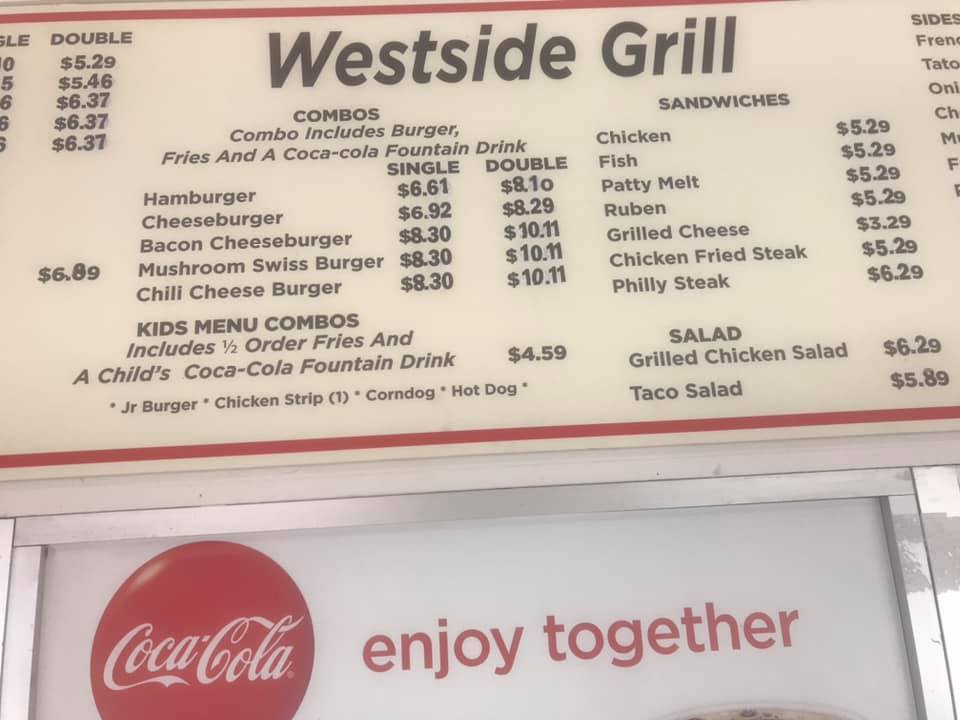 Westside Grill
DOUBLE
$5.29
$5.46
$6.37
$6.37
$6.37
$6.89
COMBOS
Combo Includes Burger,
Fries And A Coca-cola Fountain Drink
SINGLE DOUBLE
Hamburger $6.61 $8.10
Cheeseburger $6.92 $8.29
Bacon Cheeseburger $8.30 $10.11
Mushroom Swiss Burger $8.30 $10.11
Chili Cheese Burger $8.30 $10.11
KIDS MENU COMBOS
Includes ½ Order Fries And
A Child's Coca-Cola Fountain Drink $4.59
* Jr Burger * Chicken Strip (1) * Corndog * Hot Dog *
SANDWICHES
Chicken $5.29
Fish $5.29
Patty Melt $5.29
Ruben $5.29
Grilled Cheese $3.29
Chicken Fried Steak $5.29
Philly Steak $6.29
SALAD
Grilled Chicken Salad $6.29
Taco Salad $5.89
SIDES
Coca-Cola
enjoy together